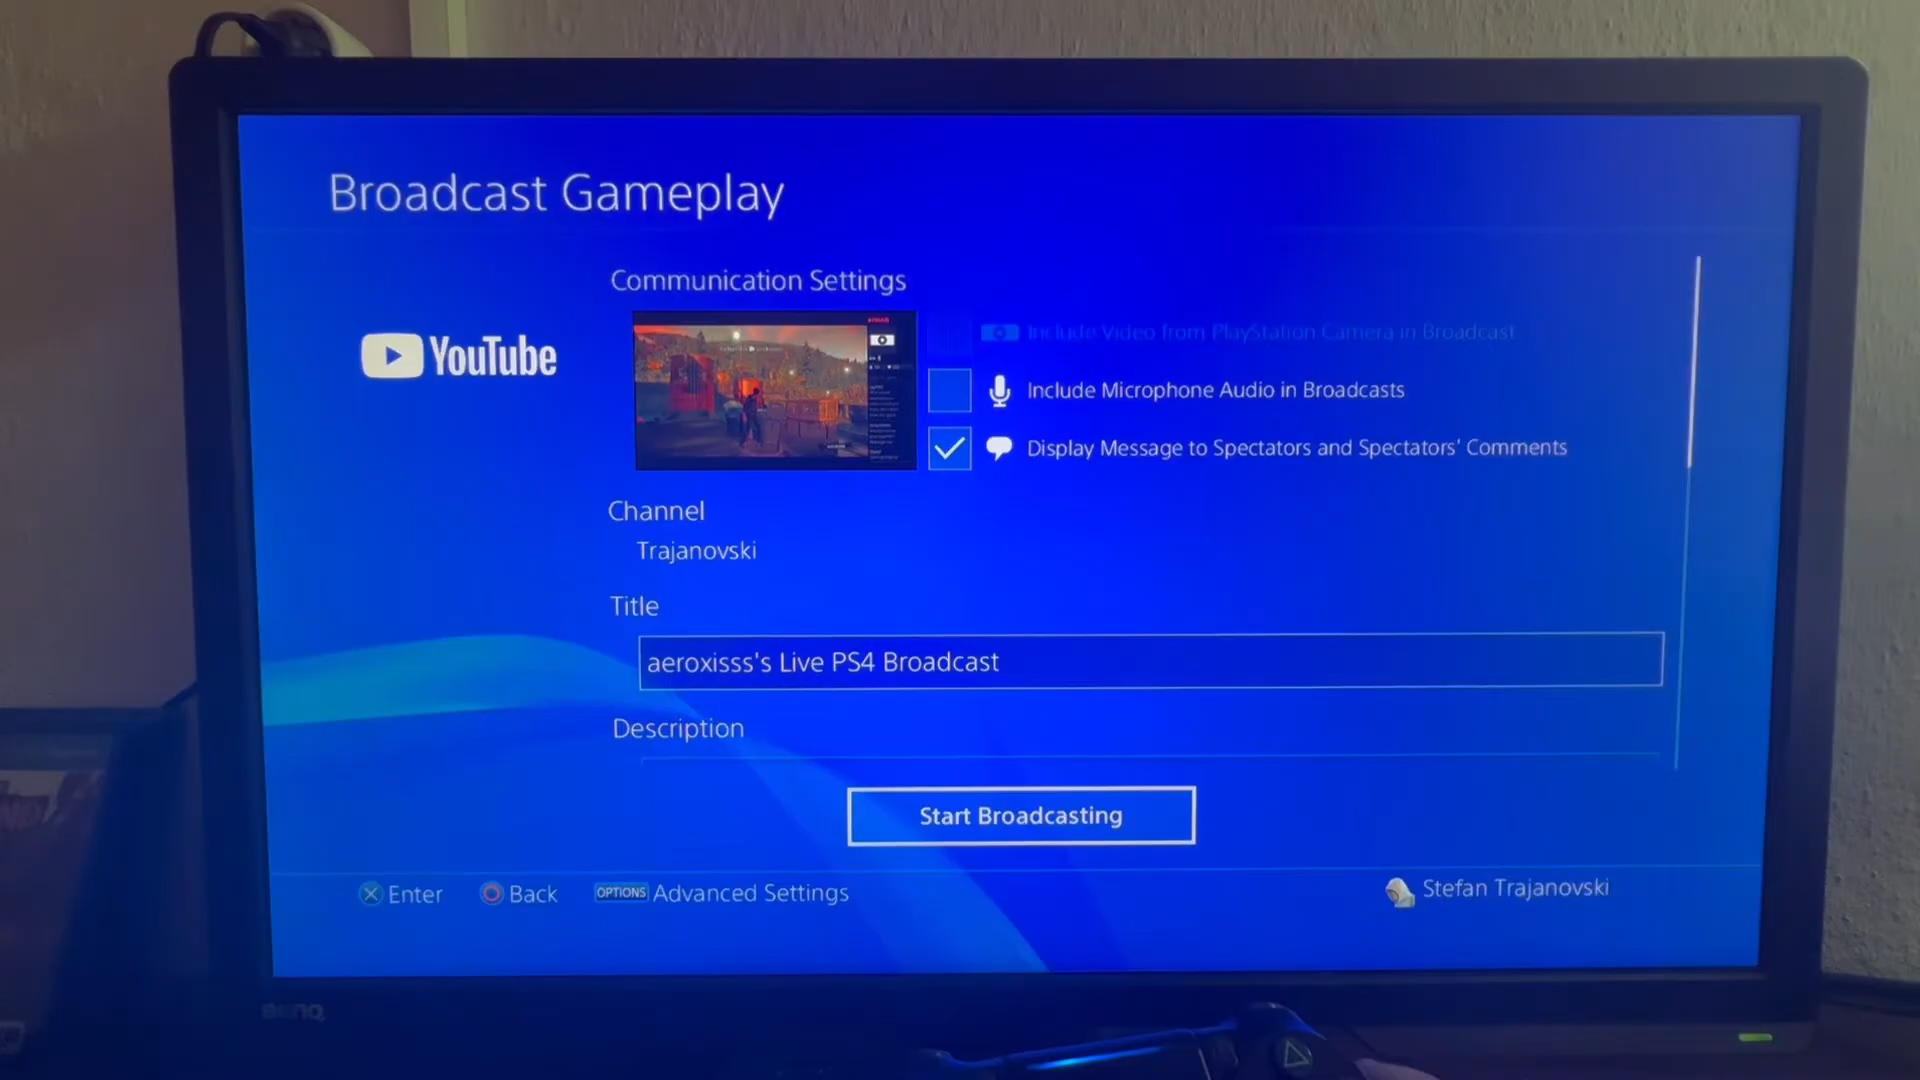 Broadcast Gameplay
Communication Settings
YouTube
Include Video from PlayStation Camera in Broadcast
Include Microphone Audio in Broadcasts
Display Message to Spectators and Spectators' Comments
Channel
Trajanovski
Title
aeroxisss's Live PS4 Broadcast
Description
Start Broadcasting
Enter
Back
OPTIONS Advanced Settings
Stefan Trajanovski
BenQ